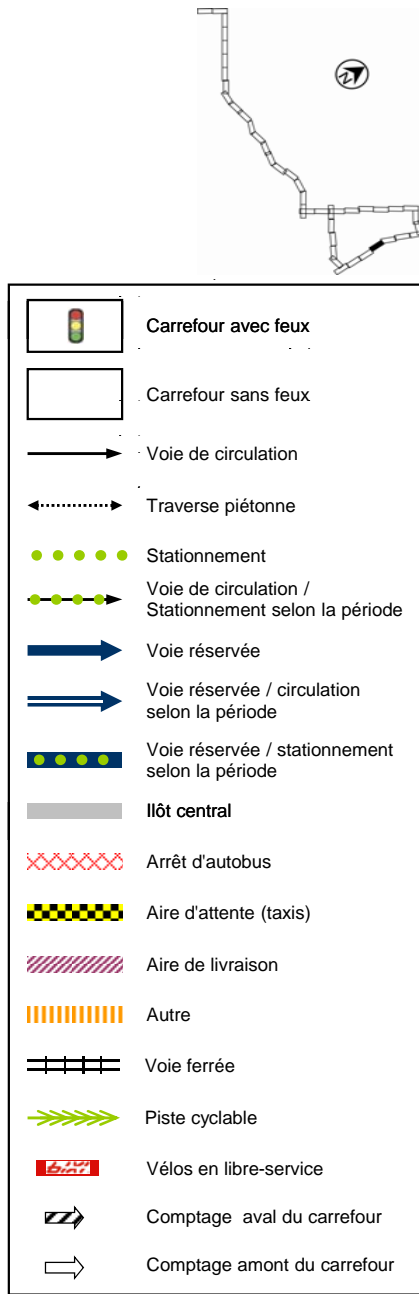 N
Carrefour avec feux
Carrefour sans feux
Voie de circulation
Traverse piétonne
Stationnement
Voie de circulation /
Stationnement selon la période
Voie réservée
Voie réservée / circulation
selon la période
Voie réservée / stationnement
selon la période
Ilôt central
Arrêt d'autobus
Aire d'attente (taxis)
Aire de livraison
Autre
Voie ferrée
Piste cyclable
Vélos en libre-service
Comptage aval du carrefour
Comptage amont du carrefour